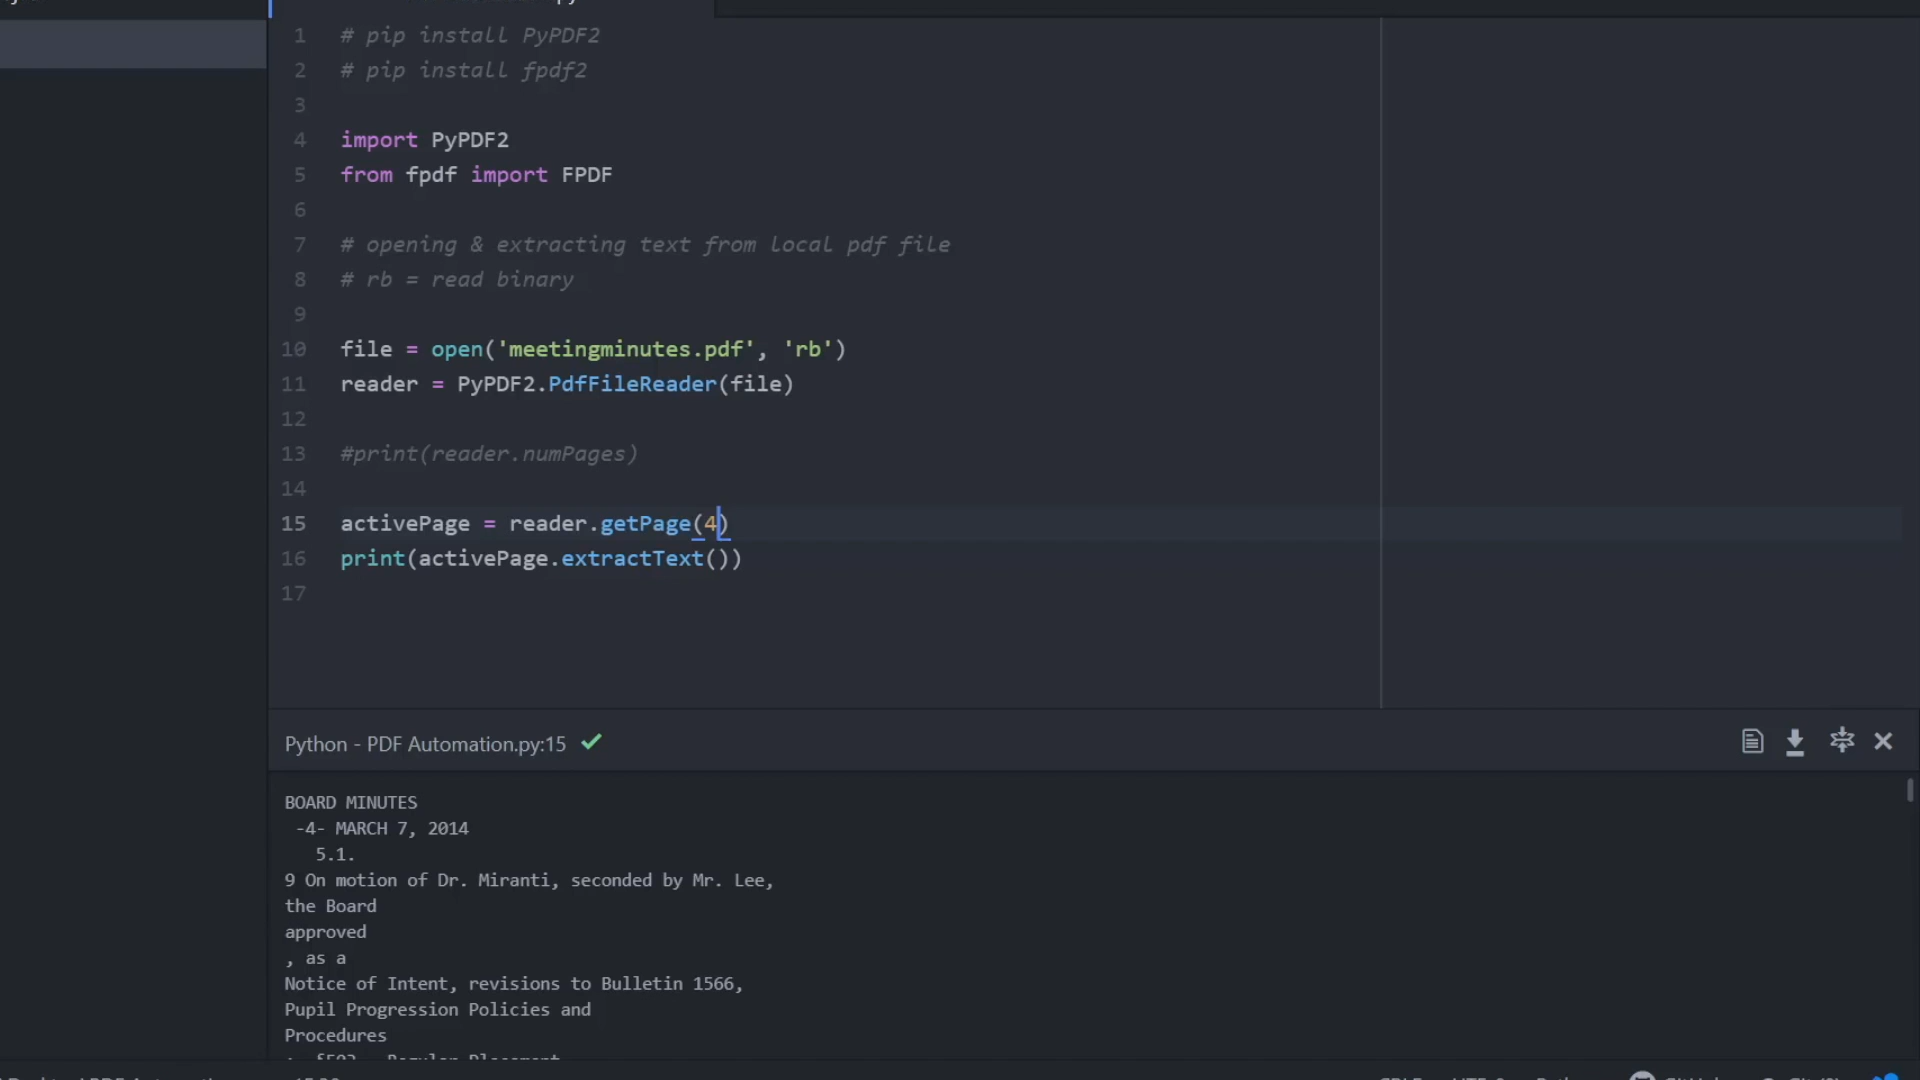 1 # pip install PyPDF2
2 # pip install fpdf2
3
4 import PyPDF2
5 from fpdf import FPDF
6
7 # opening & extracting text from local pdf file
8 # rb = read binary
9
10 file = open('meetingminutes.pdf', 'rb')
11 reader = PyPDF2.PdfFileReader(file)
12
13 #print(reader.numPages)
14
15 activePage = reader.getPage(4)
16 print(activePage.extractText())
17
Python - PDF Automation.py:15
BOARD MINUTES
-4- MARCH 7, 2014
5.1.
9 On motion of Dr. Miranti, seconded by Mr. Lee,
the Board
approved
, as a
Notice of Intent, revisions to Bulletin 1566,
Pupil Progression Policies and
Procedures
Regular Placement